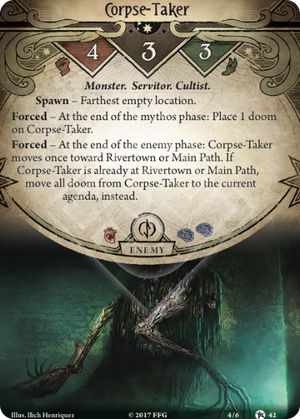 Corpse-Taker
4 3 3
Monster. Servitor. Cultist.
Spawn – Farthest empty location.
Forced – At the end of the mythos phase: Place 1 doom
on Corpse-Taker.
Forced – At the end of the enemy phase: Corpse-Taker
moves once toward Rivertown or Main Path. If
Corpse-Taker is already at Rivertown or Main Path,
move all doom from Corpse-Taker to the current
agenda, instead.
ENEMY
Illus. Ilich Henriquez © 2017 FFG 4/6 42